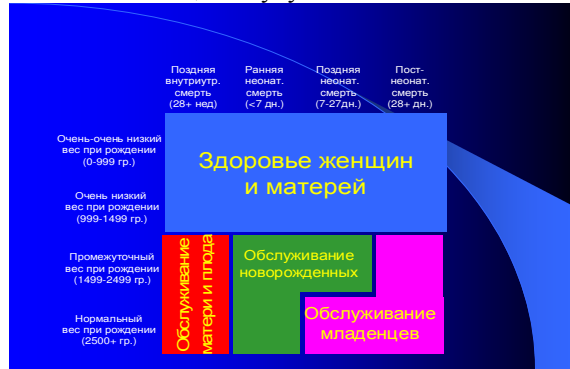 Поздняя
внутриутр.
смерть
(28+ нед)
Ранняя
неонат.
смерть
(<7 дн.)
Поздняя
неонат.
смерть
(7-27дн.)
Пост-
неонат.
смерть
(28+ дн.)
Очень-очень низкий
вес при рождении
(0-999 гр.)
Очень низкий
вес при рождении
(999-1499 гр.)
Промежуточный
вес при рождении
(1499-2499 гр.)
Нормальный
вес при рождении
(2500+ гр.)
Здоровье женщин
и матерей
Обслуживание
матери и плода
Обслуживание
новорожденных
Обслуживание
младенцев